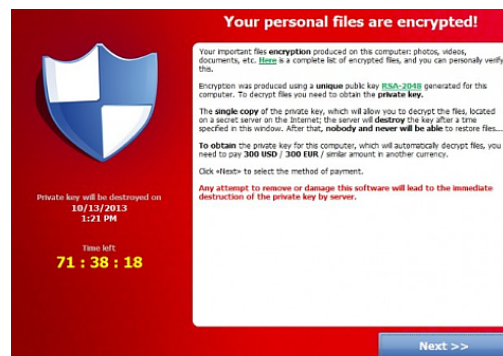 Your personal files are encrypted!
Your important files encryption produced on this computer: photos, videos,
documents, etc. Here is a complete list of encrypted files, and you can personally verify
this.
Encryption was produced using a unique public key RSA-2048 generated for this
computer. To decrypt files you need to obtain the private key.
The single copy of the private key, which will allow you to decrypt the files, located
on a secret server on the Internet; the server will destroy the key after a time
specified in this window. After that, nobody and never will be able to restore files...
To obtain the private key for this computer, which will automatically decrypt files, you
need to pay 300 USD / 300 EUR / similar amount in another currency.
Click «Next» to select the method of payment.
Any attempt to remove or damage this software will lead to the immediate
destruction of the private key by server.
Private key will be destroyed on
10/13/2013
1:21 PM
Time left
71 : 38 : 18
Next >>